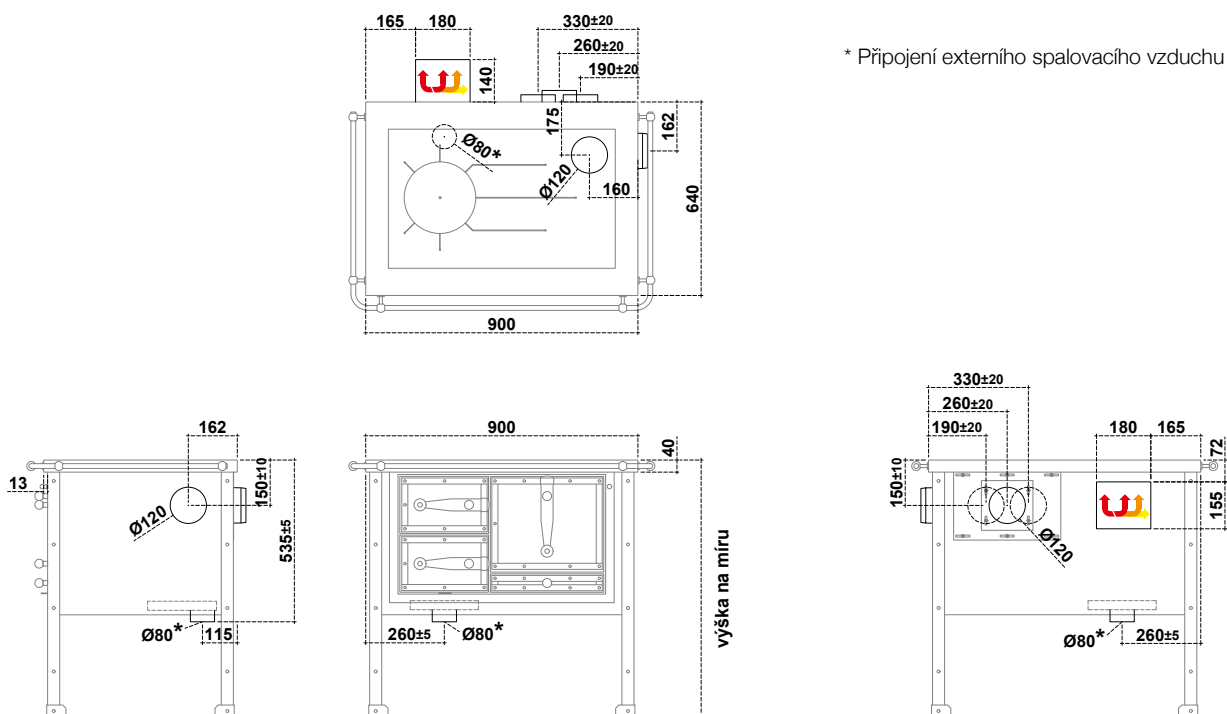 165 180 330±20
260±20
190±20
* Připojení externího spalovacího vzduchu
140
175
162
Ø80*
Ø120
160
640
900
162
13
150±10
Ø120
535±5
Ø80*
115
900
40
260±5
Ø80*
výška na míru
330±20
260±20
190±20
180 165
72
150±10
155
Ø120
Ø80*
260±5